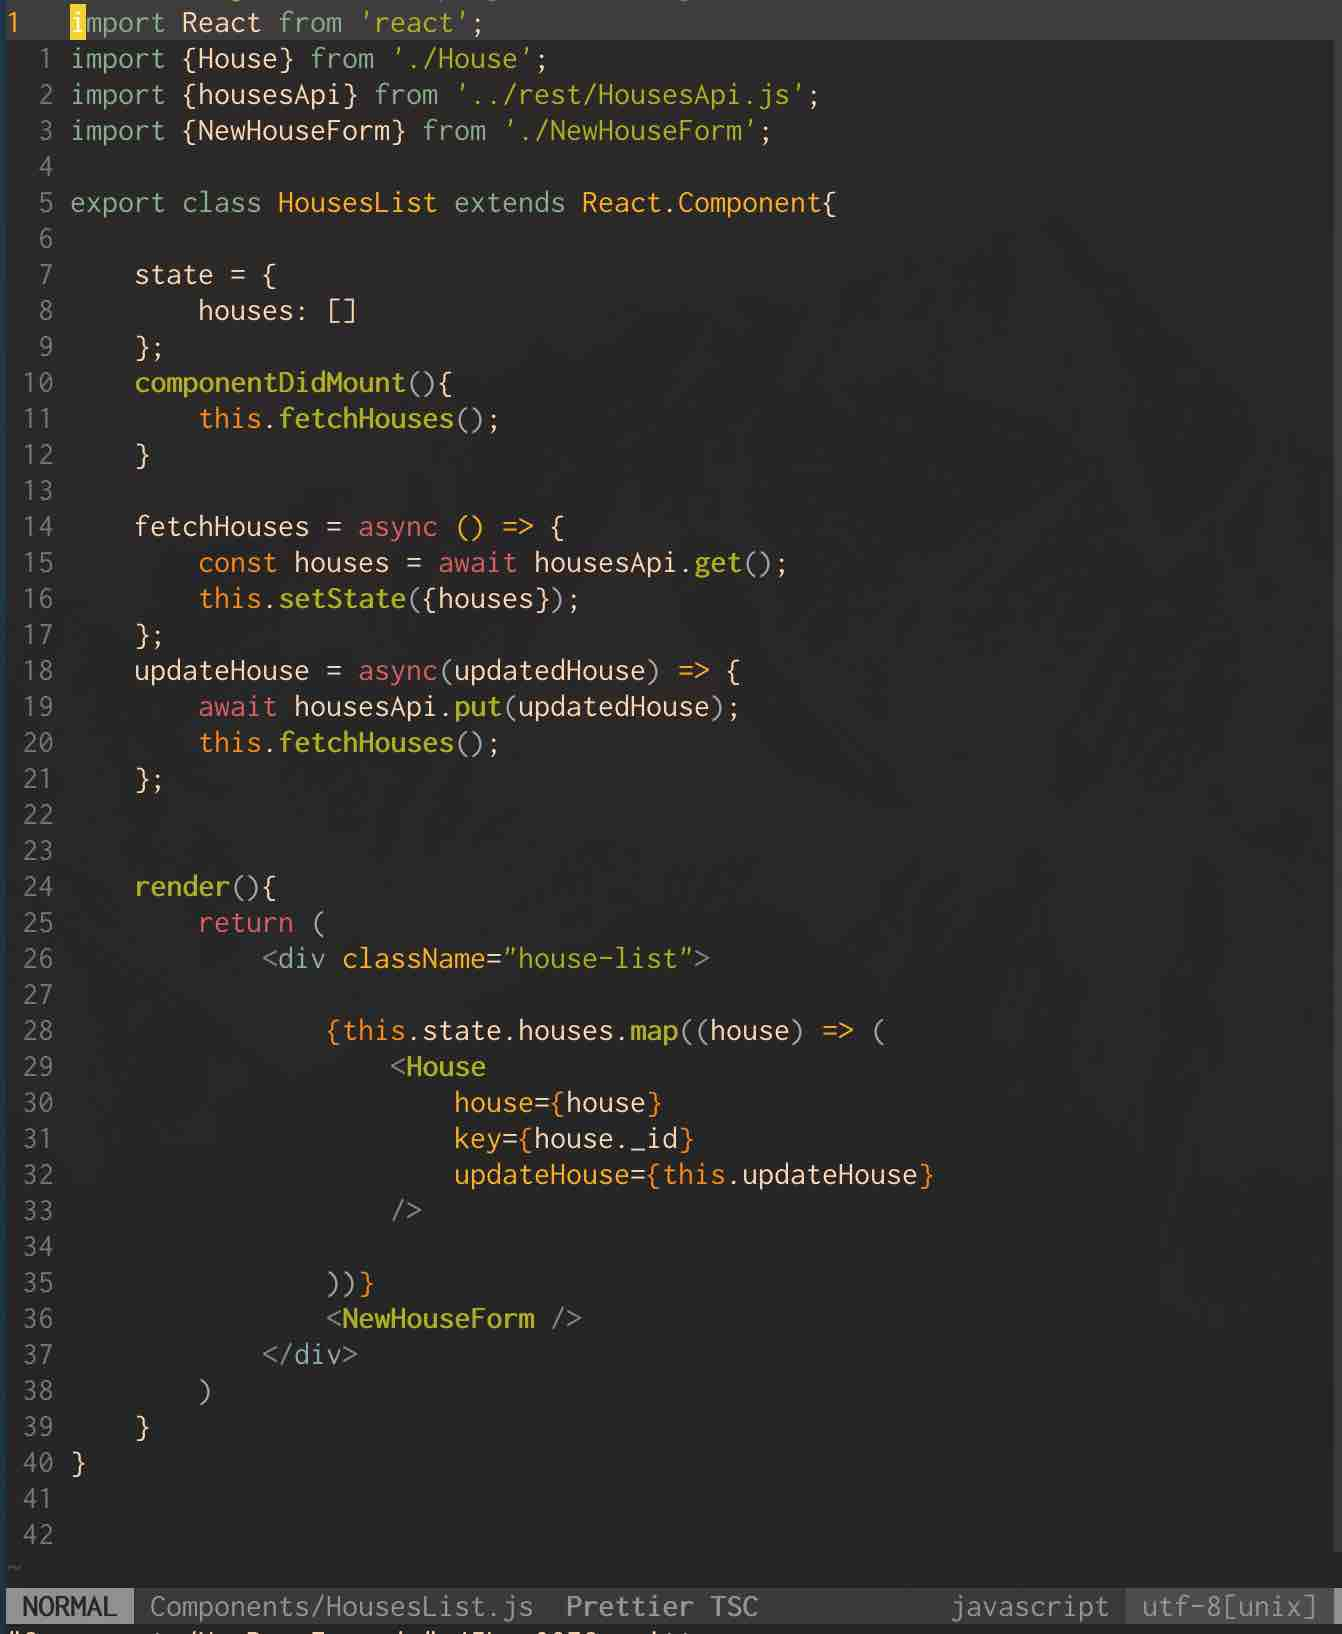 1 import React from 'react';
1 import {House} from './House';
2 import {housesApi} from '../rest/HousesApi.js';
3 import {NewHouseForm} from './NewHouseForm';
4
5 export class HousesList extends React.Component{
6
7     state = {
8         houses: []
9     };
10     componentDidMount(){
11         this.fetchHouses();
12     }
13
14     fetchHouses = async () => {
15         const houses = await housesApi.get();
16         this.setState({houses});
17     };
18     updateHouse = async(updatedHouse) => {
19         await housesApi.put(updatedHouse);
20         this.fetchHouses();
21     };
22
23
24     render(){
25         return (
26             <div className="house-list">
27
28                 {this.state.houses.map((house) => (
29                     <House
30                         house={house}
31                         key={house._id}
32                         updateHouse={this.updateHouse}
33                     />
34
35                 ))}
36                 <NewHouseForm />
37             </div>
38         )
39     }
40 }
41
42
~
NORMAL Components/HousesList.js Prettier TSC javascript utf-8[unix]